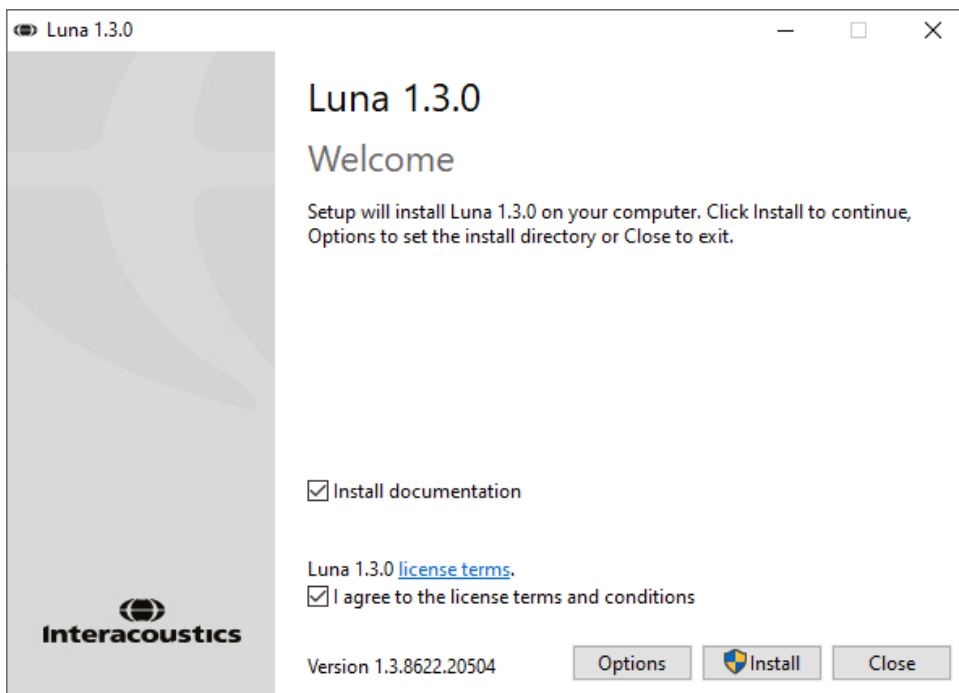 Luna 1.3.0
Luna 1.3.0
Welcome
Setup will install Luna 1.3.0 on your computer. Click Install to continue,
Options to set the install directory or Close to exit.
Install documentation
Luna 1.3.0 license terms.
I agree to the license terms and conditions
Interacoustics
Version 1.3.8622.20504
Options
Install
Close